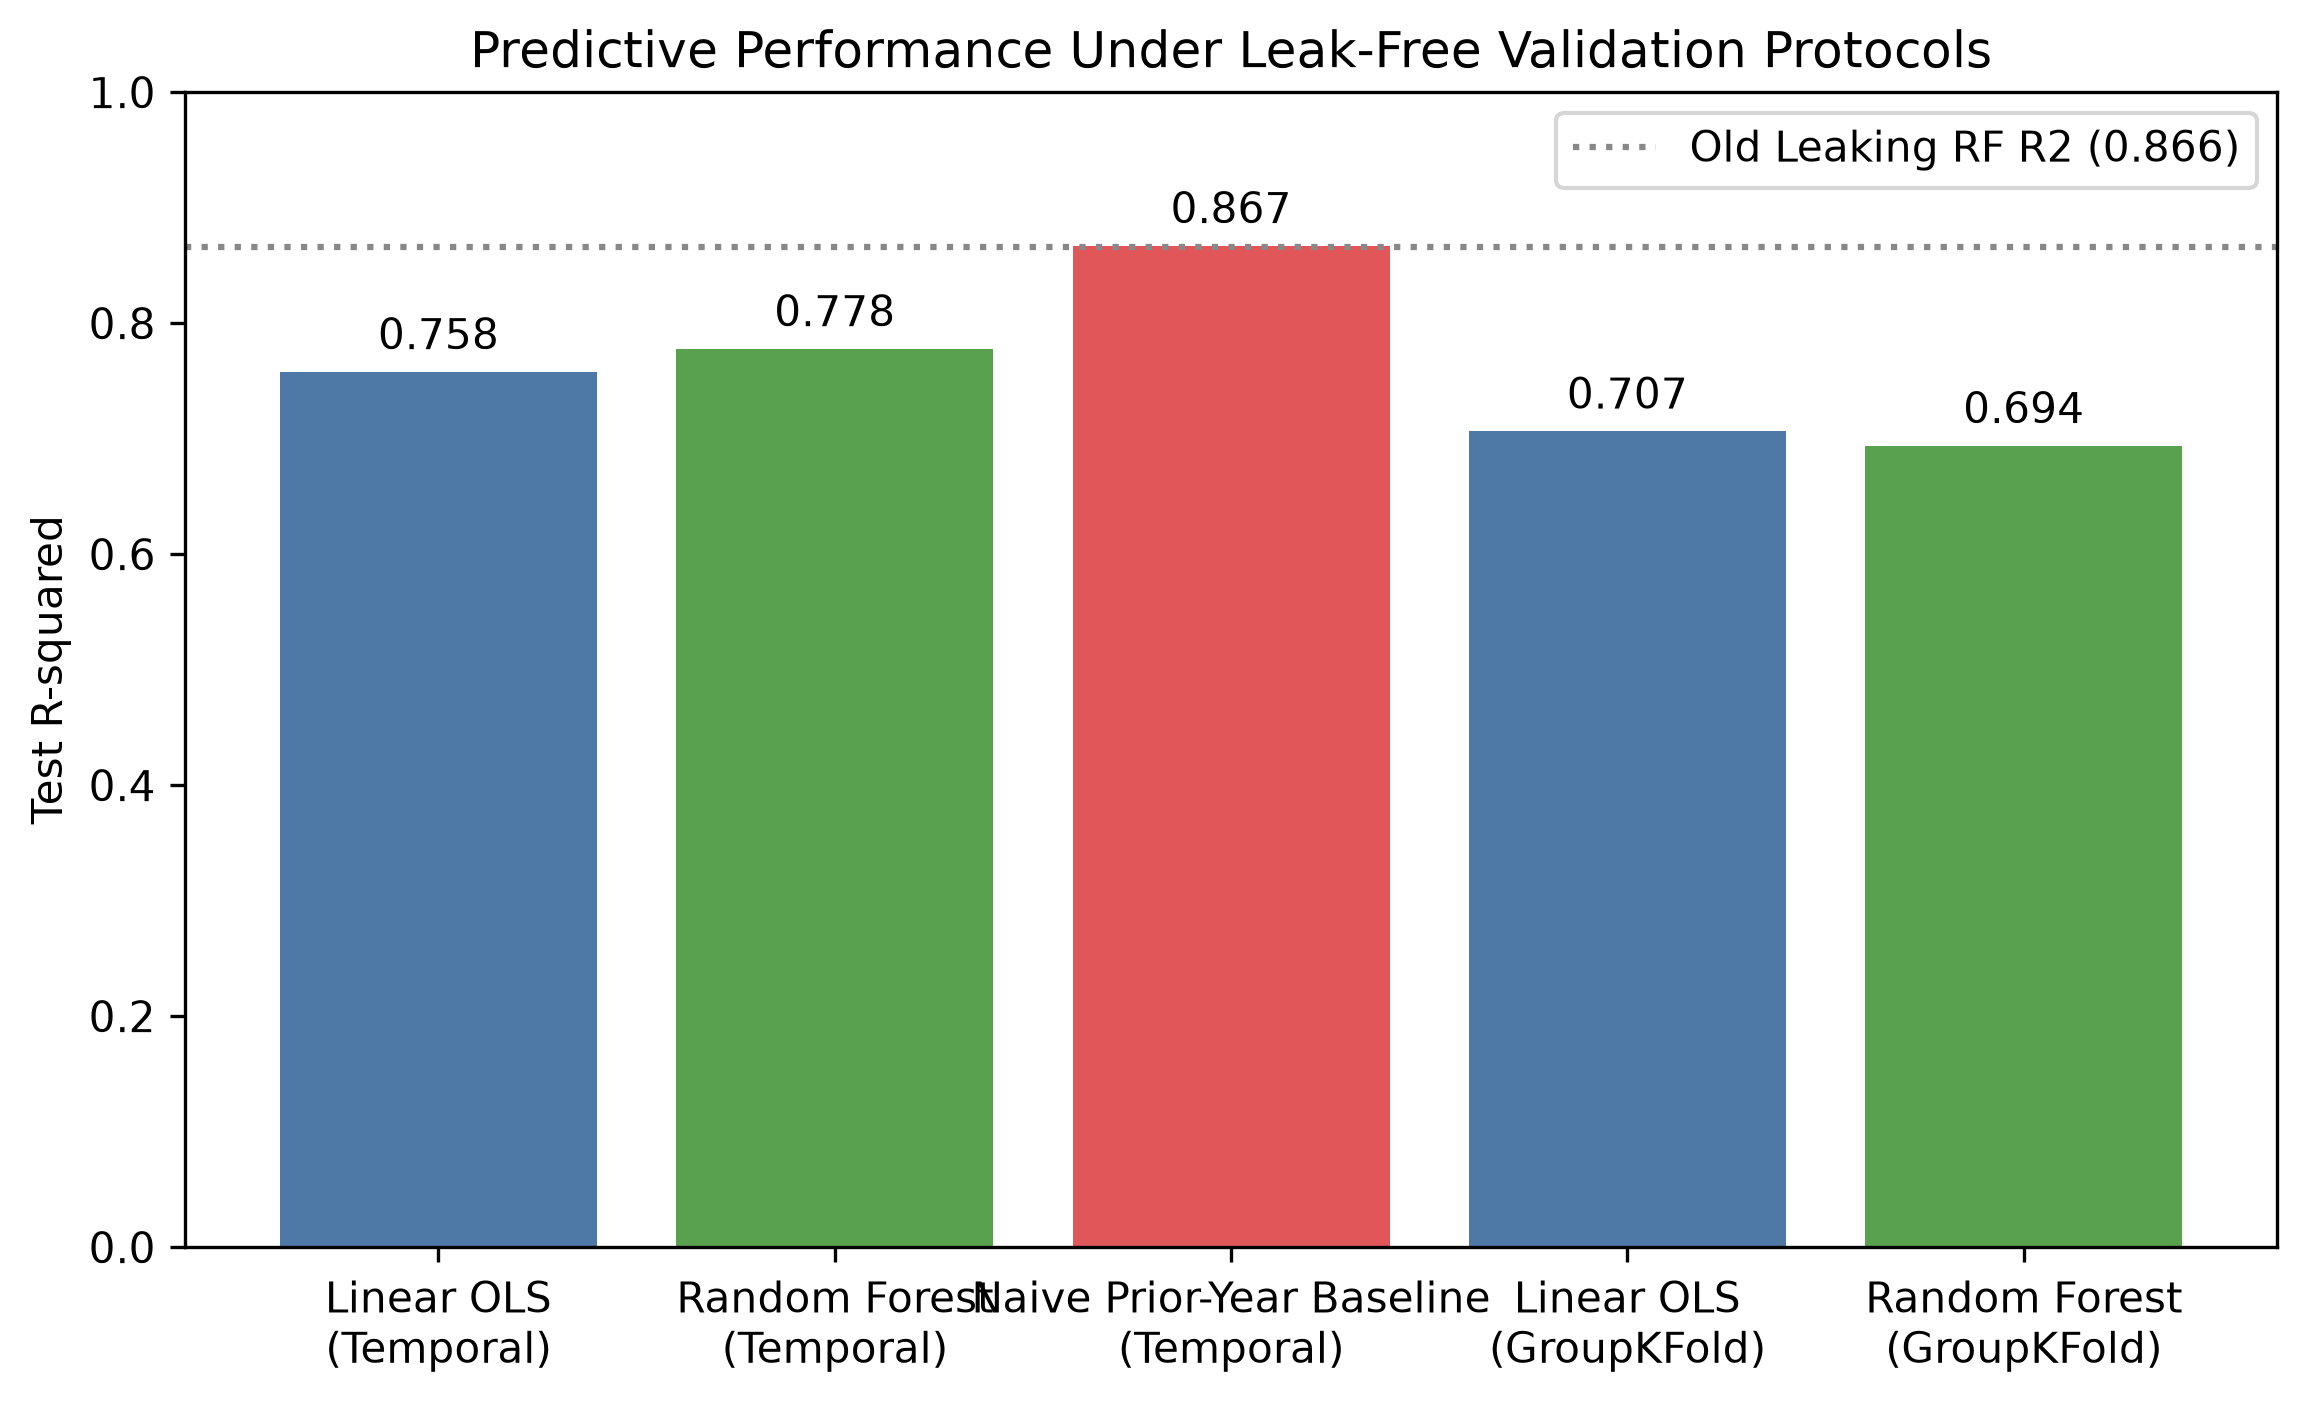 Predictive Performance Under Leak-Free Validation Protocols
Old Leaking RF R2 (0.866)
Test R-squared
1.0
0.8
0.6
0.4
0.2
0.0
0.758
0.778
0.867
0.707
0.694
Linear OLS
(Temporal)
Random Forest
(Temporal)
Naive Prior-Year Baseline
(Temporal)
Linear OLS
(GroupKFold)
Random Forest
(GroupKFold)